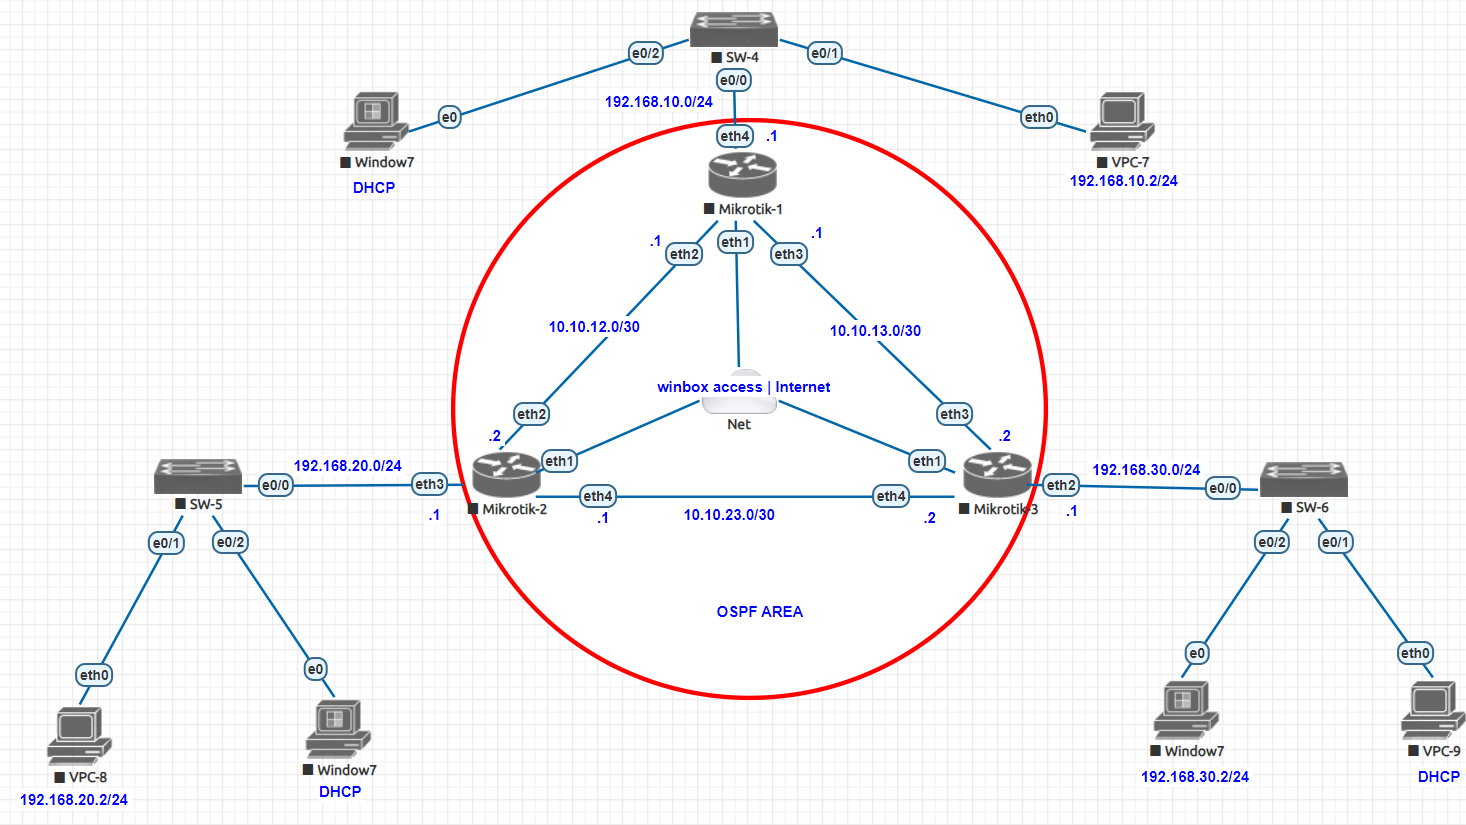 e0/2
SW-4
e0/1
e0/0
192.168.10.0/24
e0
eth0
eth4
.1
Window7
DHCP
VPC-7
192.168.10.2/24
Mikrotik-1
.1
eth2
eth1
eth3
.1
10.10.12.0/30
10.10.13.0/30
winbox access | Internet
Net
eth2
.2
eth1
eth3
.2
eth1
192.168.20.0/24
e0/0
eth3
.1
SW-5
Mikrotik-2
eth4
.1
10.10.23.0/30
eth4
.2
Mikrotik-3
eth2
.1
192.168.30.0/24
e0/0
SW-6
e0/1
e0/2
e0/2
e0/1
OSPF AREA
eth0
e0
e0
eth0
VPC-8
192.168.20.2/24
Window7
DHCP
Window7
192.168.30.2/24
VPC-9
DHCP